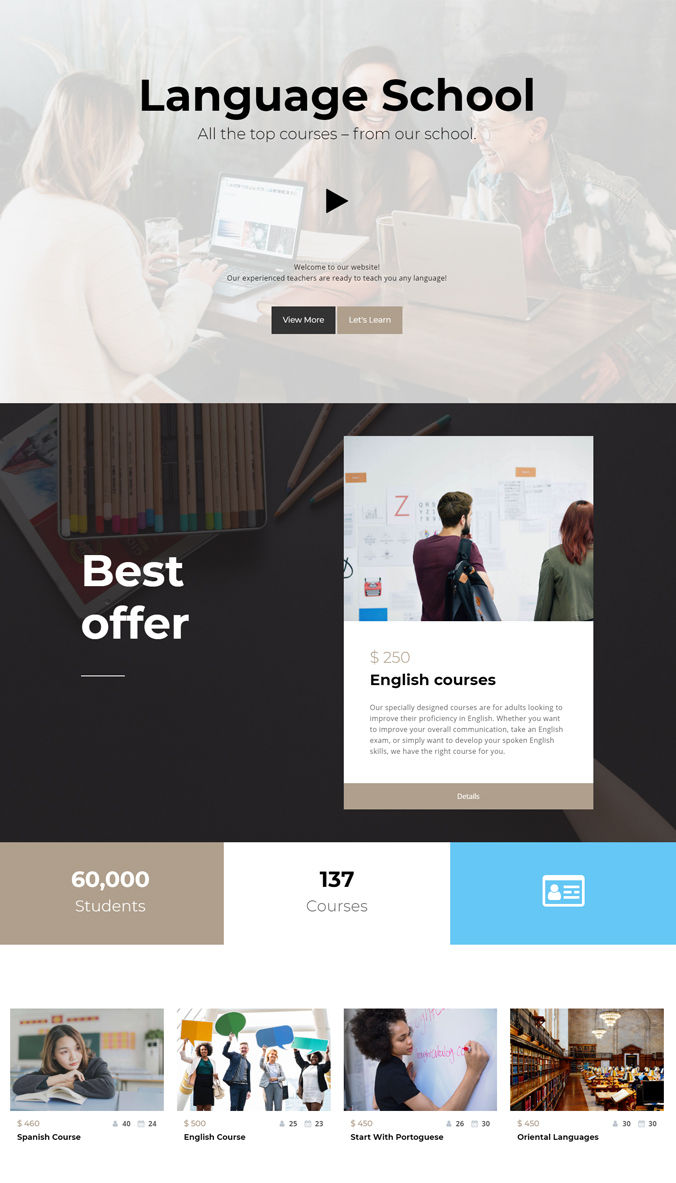 Language School
All the top courses – from our school.
Welcome to our website!
Our experienced teachers are ready to teach you any language!
View More
Let's Learn
Best
offer
Z
$ 250
English courses
Our specially designed courses are for adults looking to
improve their proficiency in English. Whether you want
to improve your overall communication, take an English
exam, or simply want to develop your spoken English
skills, we have the right course for you.
Details
60,000
Students
137
Courses
$ 460 40 24
Spanish Course
$ 500 25 23
English Course
$ 450 26 30
Start With Portoguese
$ 450 30 30
Oriental Languages